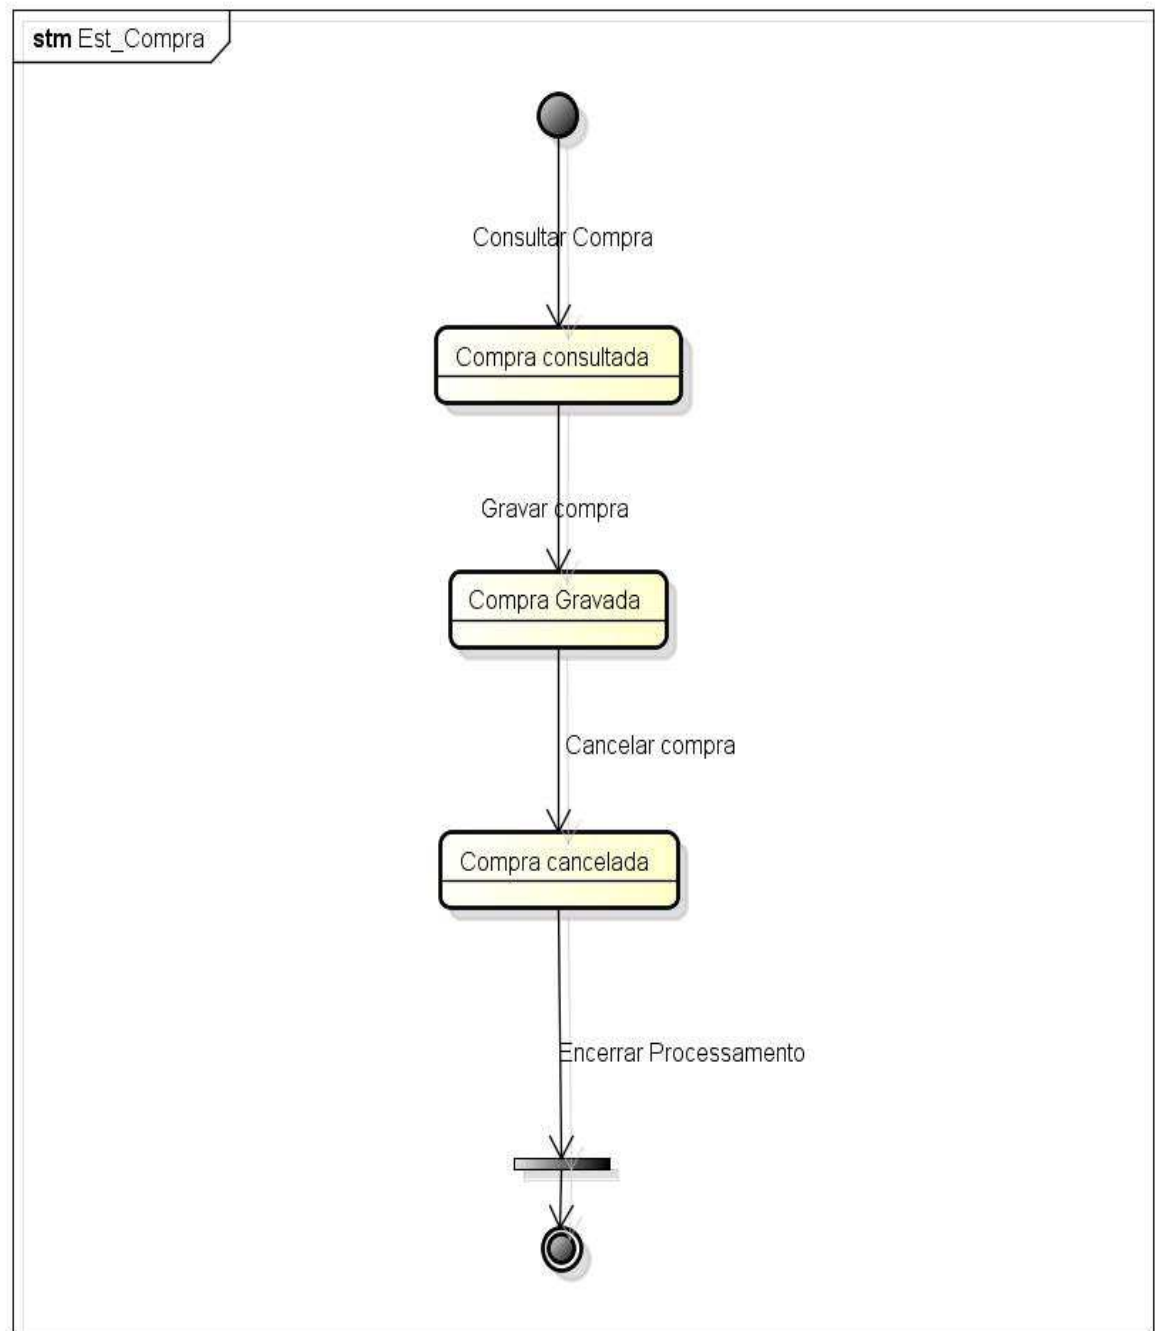 stm Est_Compra
Consultar Compra
Compra consultada
Gravar compra
Compra Gravada
Cancelar compra
Compra cancelada
Encerrar Processamento